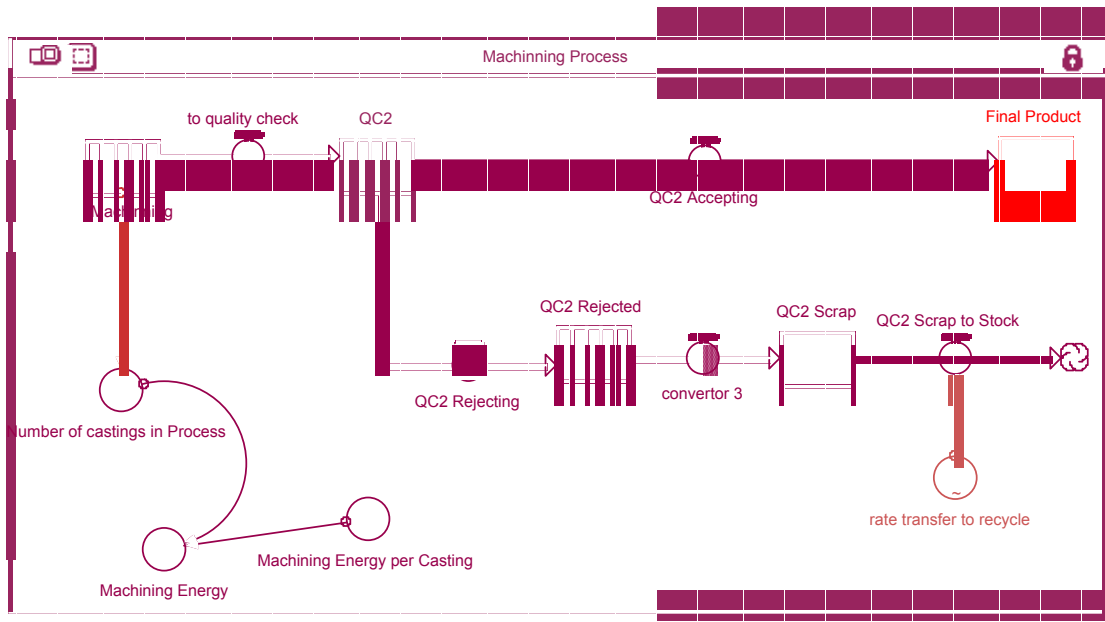 Machinning Process
to quality check
QC2
Final Product
Machinning
QC2 Accepting
QC2 Rejected
QC2 Scrap
QC2 Scrap to Stock
QC2 Rejecting
convertor 3
Number of castings in Process
~
rate transfer to recycle
Machining Energy per Casting
Machining Energy